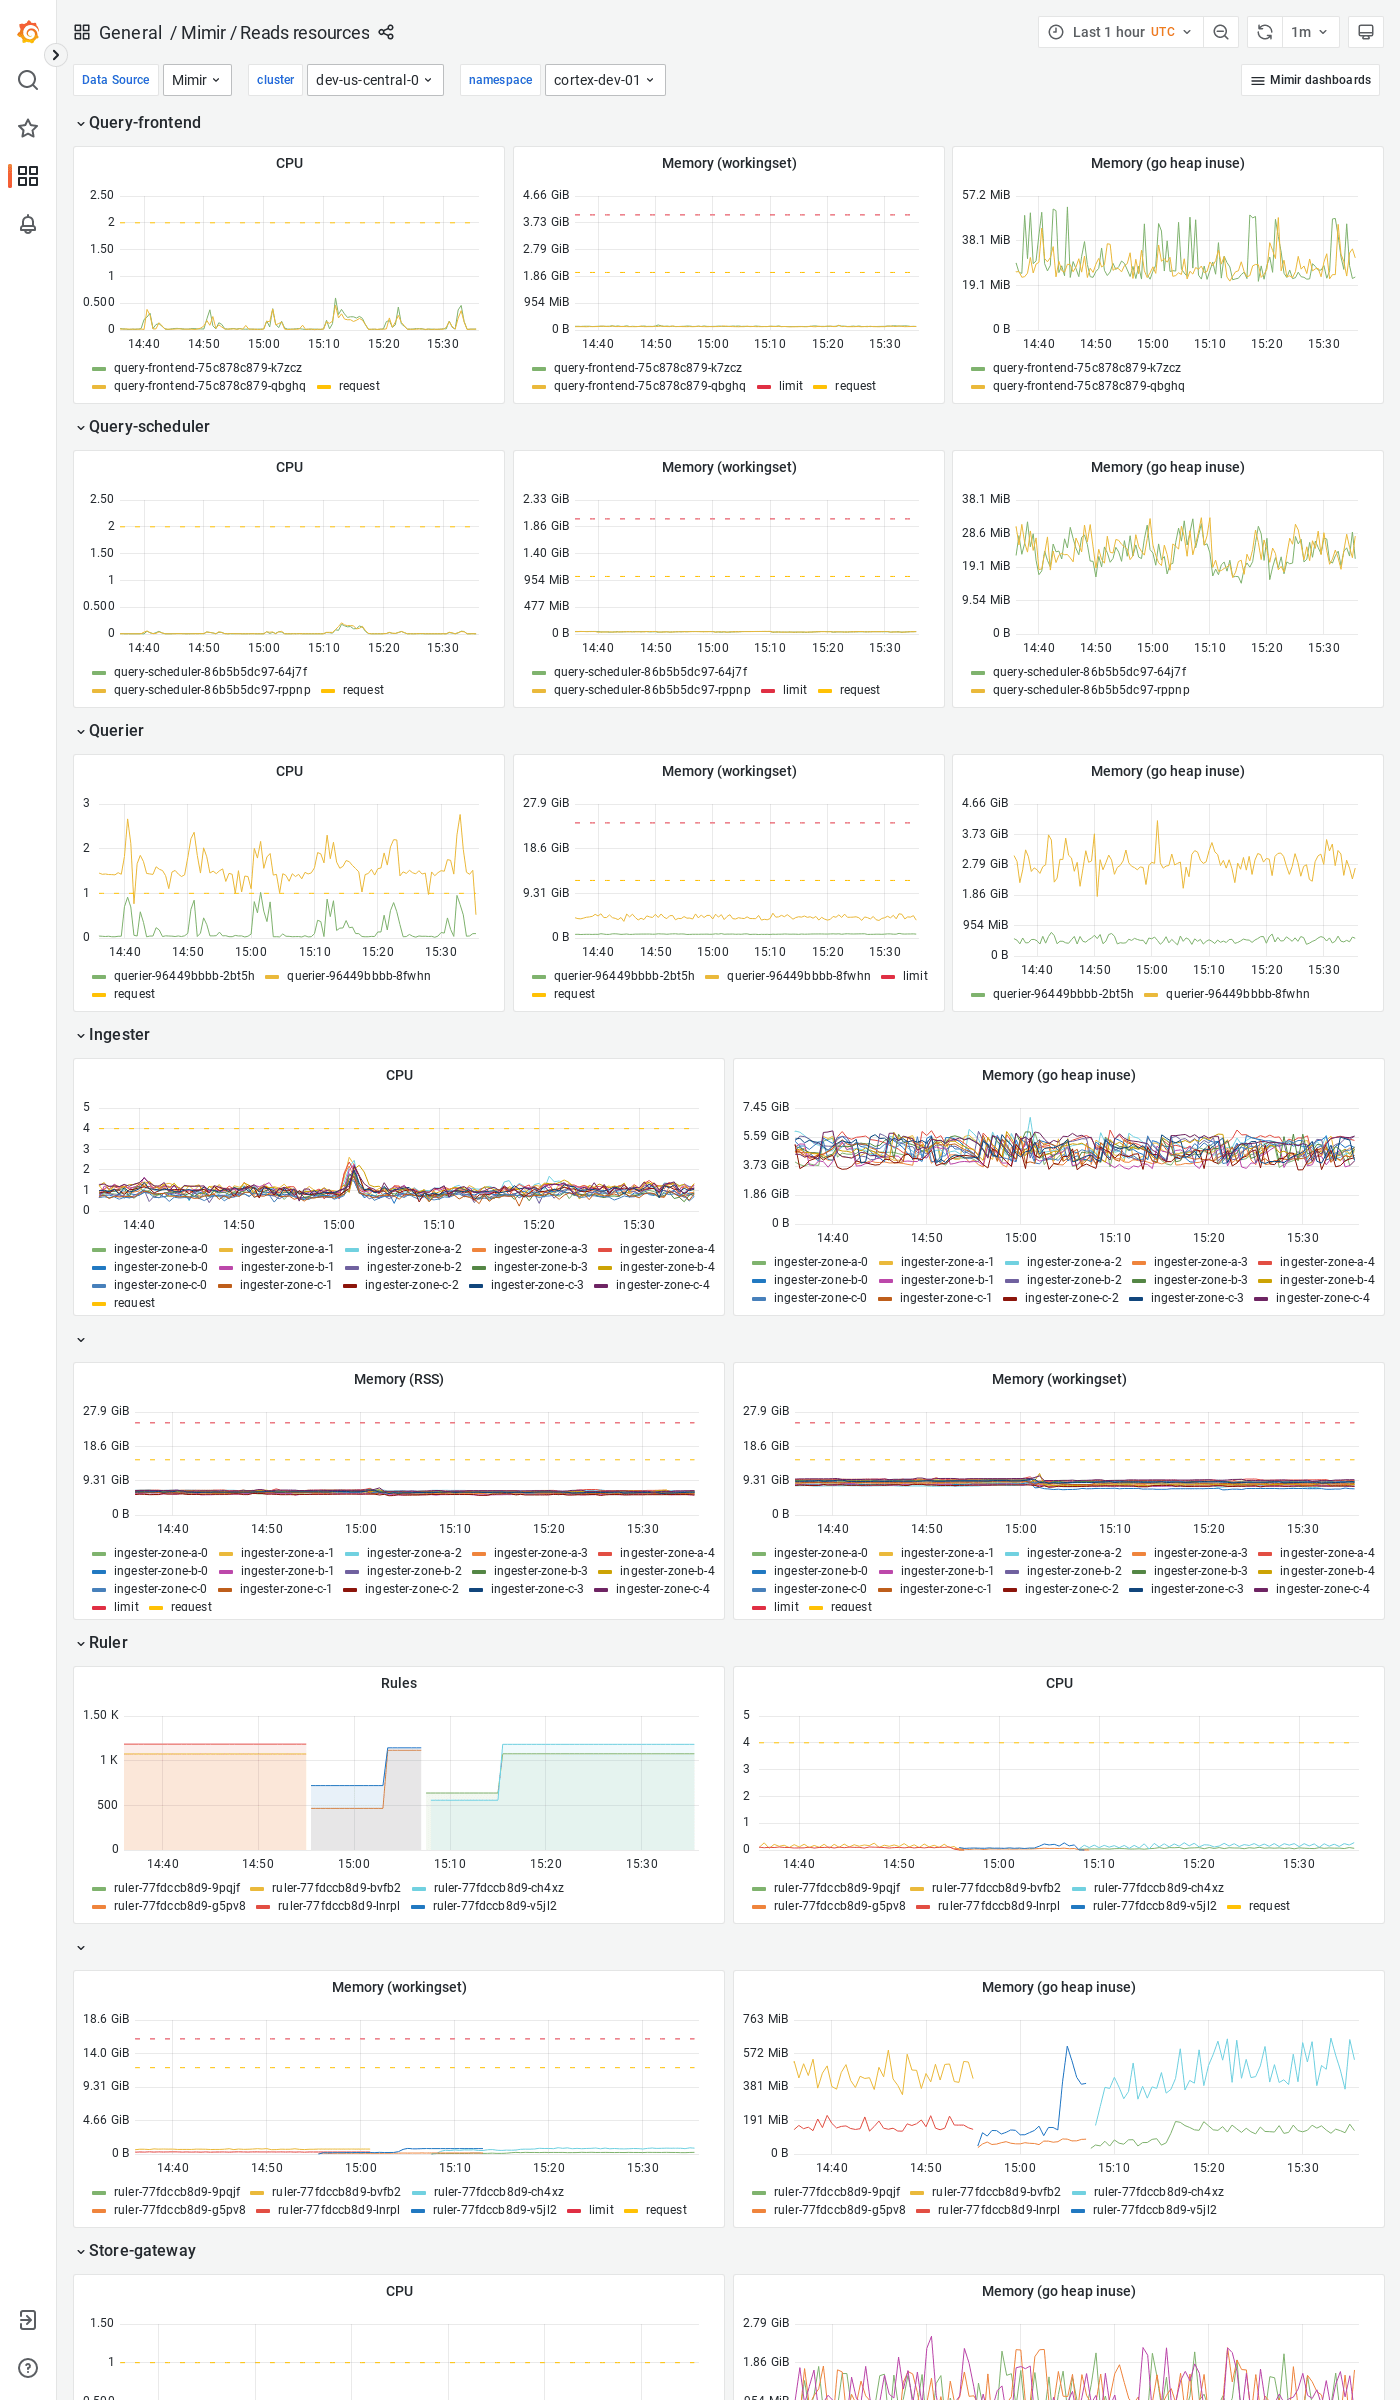 General / Mimir / Reads resources
Last 1 hour UTC
1m
Data Source Mimir cluster dev-us-central-0 namespace cortex-dev-01 Mimir dashboards
Query-frontend
CPU
2.50
2
1.50
1
0.500
0
14:40 14:50 15:00 15:10 15:20 15:30
query-frontend-75c878c879-k7zcz
query-frontend-75c878c879-qbghq request
Memory (workingset)
4.66 GiB
3.73 GiB
2.79 GiB
1.86 GiB
954 MiB
0 B
14:40 14:50 15:00 15:10 15:20 15:30
query-frontend-75c878c879-k7zcz
query-frontend-75c878c879-qbghq limit request
Memory (go heap inuse)
57.2 MiB
38.1 MiB
19.1 MiB
0 B
14:40 14:50 15:00 15:10 15:20 15:30
query-frontend-75c878c879-k7zcz
query-frontend-75c878c879-qbghq
Query-scheduler
CPU
2.50
2
1.50
1
0.500
0
14:40 14:50 15:00 15:10 15:20 15:30
query-scheduler-86b5b5dc97-64j7f
query-scheduler-86b5b5dc97-rppnp request
Memory (workingset)
2.33 GiB
1.86 GiB
1.40 GiB
954 MiB
477 MiB
0 B
14:40 14:50 15:00 15:10 15:20 15:30
query-scheduler-86b5b5dc97-64j7f
query-scheduler-86b5b5dc97-rppnp limit request
Memory (go heap inuse)
38.1 MiB
28.6 MiB
19.1 MiB
9.54 MiB
0 B
14:40 14:50 15:00 15:10 15:20 15:30
query-scheduler-86b5b5dc97-64j7f
query-scheduler-86b5b5dc97-rppnp
Querier
CPU
3
2
1
0
14:40 14:50 15:00 15:10 15:20 15:30
querier-96449bbbb-2bt5h querier-96449bbbb-8fwhn
request
Memory (workingset)
27.9 GiB
18.6 GiB
9.31 GiB
0 B
14:40 14:50 15:00 15:10 15:20 15:30
querier-96449bbbb-2bt5h querier-96449bbbb-8fwhn limit
request
Memory (go heap inuse)
4.66 GiB
3.73 GiB
2.79 GiB
1.86 GiB
954 MiB
0 B
14:40 14:50 15:00 15:10 15:20 15:30
querier-96449bbbb-2bt5h querier-96449bbbb-8fwhn
Ingester
CPU
5
4
3
2
1
0
14:40 14:50 15:00 15:10 15:20 15:30
ingester-zone-a-0 ingester-zone-a-1 ingester-zone-a-2 ingester-zone-a-3 ingester-zone-a-4
ingester-zone-b-0 ingester-zone-b-1 ingester-zone-b-2 ingester-zone-b-3 ingester-zone-b-4
ingester-zone-c-0 ingester-zone-c-1 ingester-zone-c-2 ingester-zone-c-3 ingester-zone-c-4
request
Memory (go heap inuse)
7.45 GiB
5.59 GiB
3.73 GiB
1.86 GiB
0 B
14:40 14:50 15:00 15:10 15:20 15:30
ingester-zone-a-0 ingester-zone-a-1 ingester-zone-a-2 ingester-zone-a-3 ingester-zone-a-4
ingester-zone-b-0 ingester-zone-b-1 ingester-zone-b-2 ingester-zone-b-3 ingester-zone-b-4
ingester-zone-c-0 ingester-zone-c-1 ingester-zone-c-2 ingester-zone-c-3 ingester-zone-c-4
Memory (RSS)
27.9 GiB
18.6 GiB
9.31 GiB
0 B
14:40 14:50 15:00 15:10 15:20 15:30
ingester-zone-a-0 ingester-zone-a-1 ingester-zone-a-2 ingester-zone-a-3 ingester-zone-a-4
ingester-zone-b-0 ingester-zone-b-1 ingester-zone-b-2 ingester-zone-b-3 ingester-zone-b-4
ingester-zone-c-0 ingester-zone-c-1 ingester-zone-c-2 ingester-zone-c-3 ingester-zone-c-4
limit request
Memory (workingset)
27.9 GiB
18.6 GiB
9.31 GiB
0 B
14:40 14:50 15:00 15:10 15:20 15:30
ingester-zone-a-0 ingester-zone-a-1 ingester-zone-a-2 ingester-zone-a-3 ingester-zone-a-4
ingester-zone-b-0 ingester-zone-b-1 ingester-zone-b-2 ingester-zone-b-3 ingester-zone-b-4
ingester-zone-c-0 ingester-zone-c-1 ingester-zone-c-2 ingester-zone-c-3 ingester-zone-c-4
limit request
Ruler
Rules
1.50 K
1 K
500
0
14:40 14:50 15:00 15:10 15:20 15:30
ruler-77fdccb8d9-9pqjf ruler-77fdccb8d9-bvfb2 ruler-77fdccb8d9-ch4xz
ruler-77fdccb8d9-g5pv8 ruler-77fdccb8d9-lnrpl ruler-77fdccb8d9-v5jl2
CPU
5
4
3
2
1
0
14:40 14:50 15:00 15:10 15:20 15:30
ruler-77fdccb8d9-9pqjf ruler-77fdccb8d9-bvfb2 ruler-77fdccb8d9-ch4xz
ruler-77fdccb8d9-g5pv8 ruler-77fdccb8d9-lnrpl ruler-77fdccb8d9-v5jl2 request
Memory (workingset)
18.6 GiB
14.0 GiB
9.31 GiB
4.66 GiB
0 B
14:40 14:50 15:00 15:10 15:20 15:30
ruler-77fdccb8d9-9pqjf ruler-77fdccb8d9-bvfb2 ruler-77fdccb8d9-ch4xz
ruler-77fdccb8d9-g5pv8 ruler-77fdccb8d9-lnrpl ruler-77fdccb8d9-v5jl2 limit request
Memory (go heap inuse)
763 MiB
572 MiB
381 MiB
191 MiB
0 B
14:40 14:50 15:00 15:10 15:20 15:30
ruler-77fdccb8d9-9pqjf ruler-77fdccb8d9-bvfb2 ruler-77fdccb8d9-ch4xz
ruler-77fdccb8d9-g5pv8 ruler-77fdccb8d9-lnrpl ruler-77fdccb8d9-v5jl2
Store-gateway
CPU
1.50
1
0.500
Memory (go heap inuse)
2.79 GiB
1.86 GiB
954 MiB